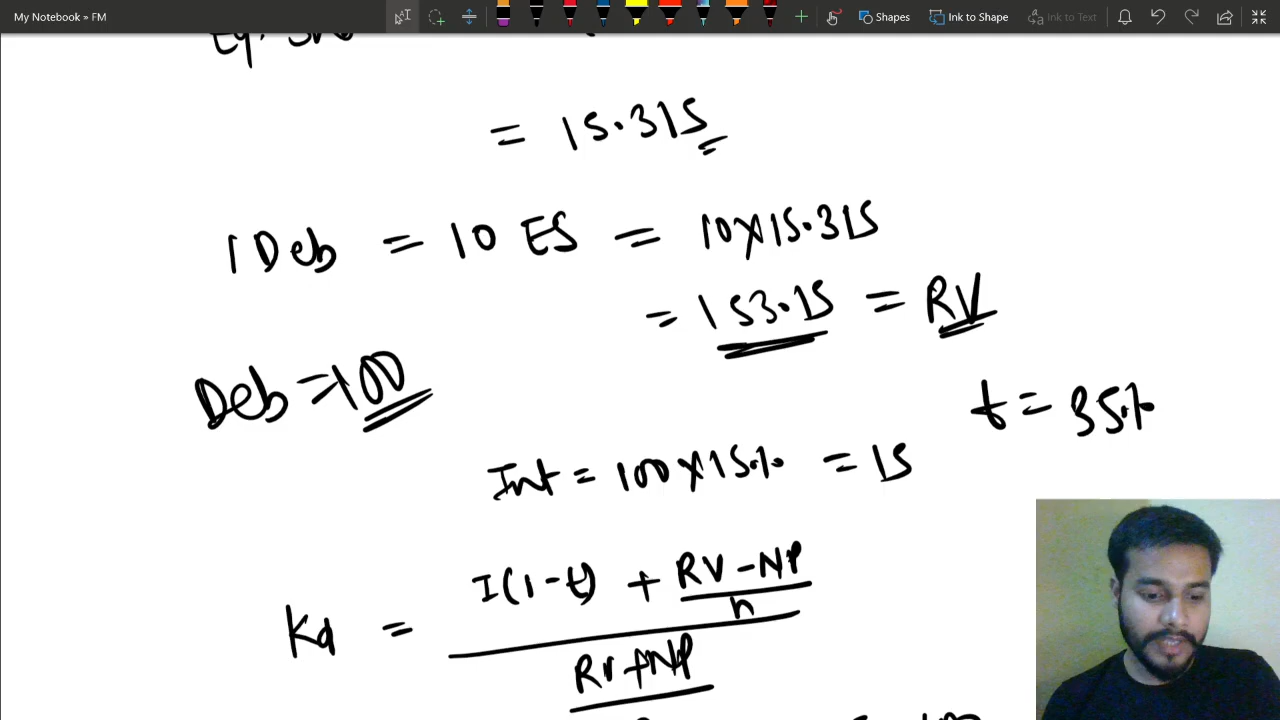 My Notebook » FM
Shapes
Ink to Shape
Ink to Text
= 15.315
1 Deb = 10 ES = 10×15.315
= 153.15 = RV
Deb = 100
t = 35%
Int = 100×15% = 15
Kd = I(1-t) + RV-NP
n
RV+NP